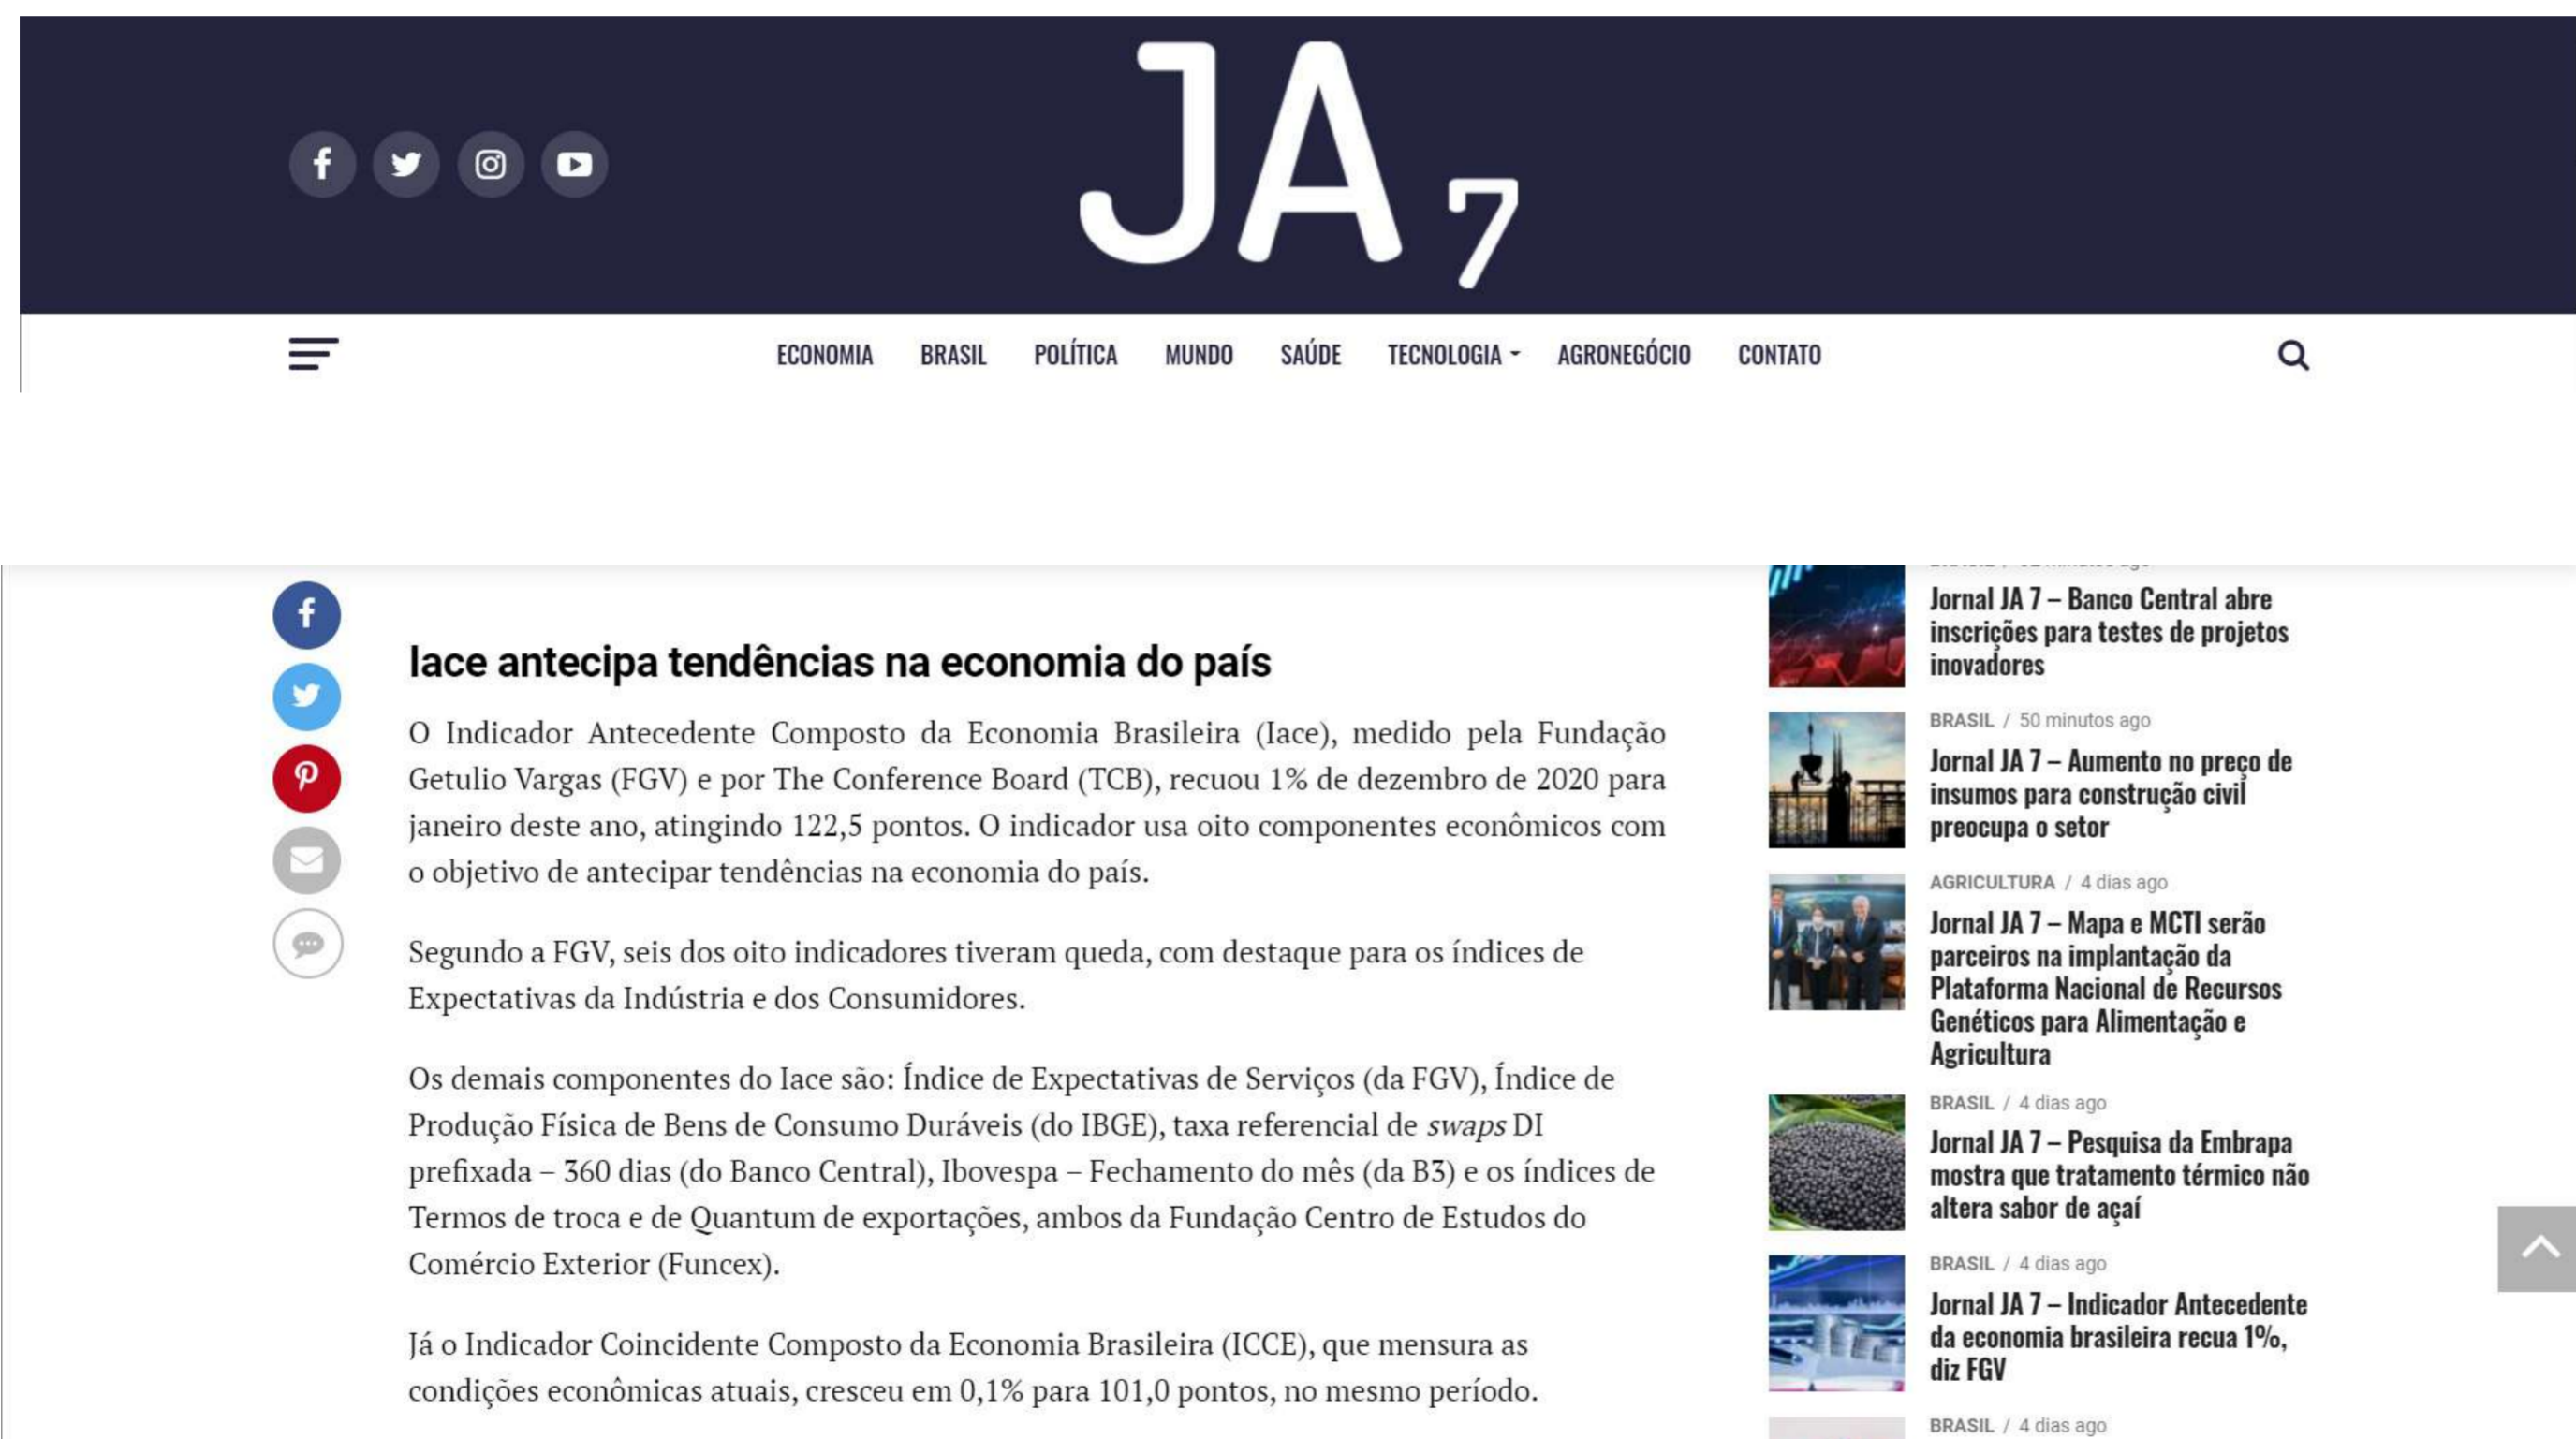 JA 7
ECONOMIA BRASIL POLÍTICA MUNDO SAÚDE TECNOLOGIA AGRONEGÓCIO CONTATO
Iace antecipa tendências na economia do país
O Indicador Antecedente Composto da Economia Brasileira (Iace), medido pela Fundação
Getulio Vargas (FGV) e por The Conference Board (TCB), recuou 1% de dezembro de 2020 para
janeiro deste ano, atingindo 122,5 pontos. O indicador usa oito componentes econômicos com
o objetivo de antecipar tendências na economia do país.
Segundo a FGV, seis dos oito indicadores tiveram queda, com destaque para os índices de
Expectativas da Indústria e dos Consumidores.
Os demais componentes do Iace são: Índice de Expectativas de Serviços (da FGV), Índice de
Produção Física de Bens de Consumo Duráveis (do IBGE), taxa referencial de swaps DI
prefixada – 360 dias (do Banco Central), Ibovespa – Fechamento do mês (da B3) e os índices de
Termos de troca e de Quantum de exportações, ambos da Fundação Centro de Estudos do
Comércio Exterior (Funcex).
Já o Indicador Coincidente Composto da Economia Brasileira (ICCE), que mensura as
condições econômicas atuais, cresceu em 0,1% para 101,0 pontos, no mesmo período.
Jornal JA 7 – Banco Central abre
inscrições para testes de projetos
inovadores
BRASIL / 50 minutos ago
Jornal JA 7 – Aumento no preço de
insumos para construção civil
preocupa o setor
AGRICULTURA / 4 dias ago
Jornal JA 7 – Mapa e MCTI serão
parceiros na implantação da
Plataforma Nacional de Recursos
Genéticos para Alimentação e
Agricultura
BRASIL / 4 dias ago
Jornal JA 7 – Pesquisa da Embrapa
mostra que tratamento térmico não
altera sabor de açaí
BRASIL / 4 dias ago
Jornal JA 7 – Indicador Antecedente
da economia brasileira recua 1%,
diz FGV
BRASIL / 4 dias ago